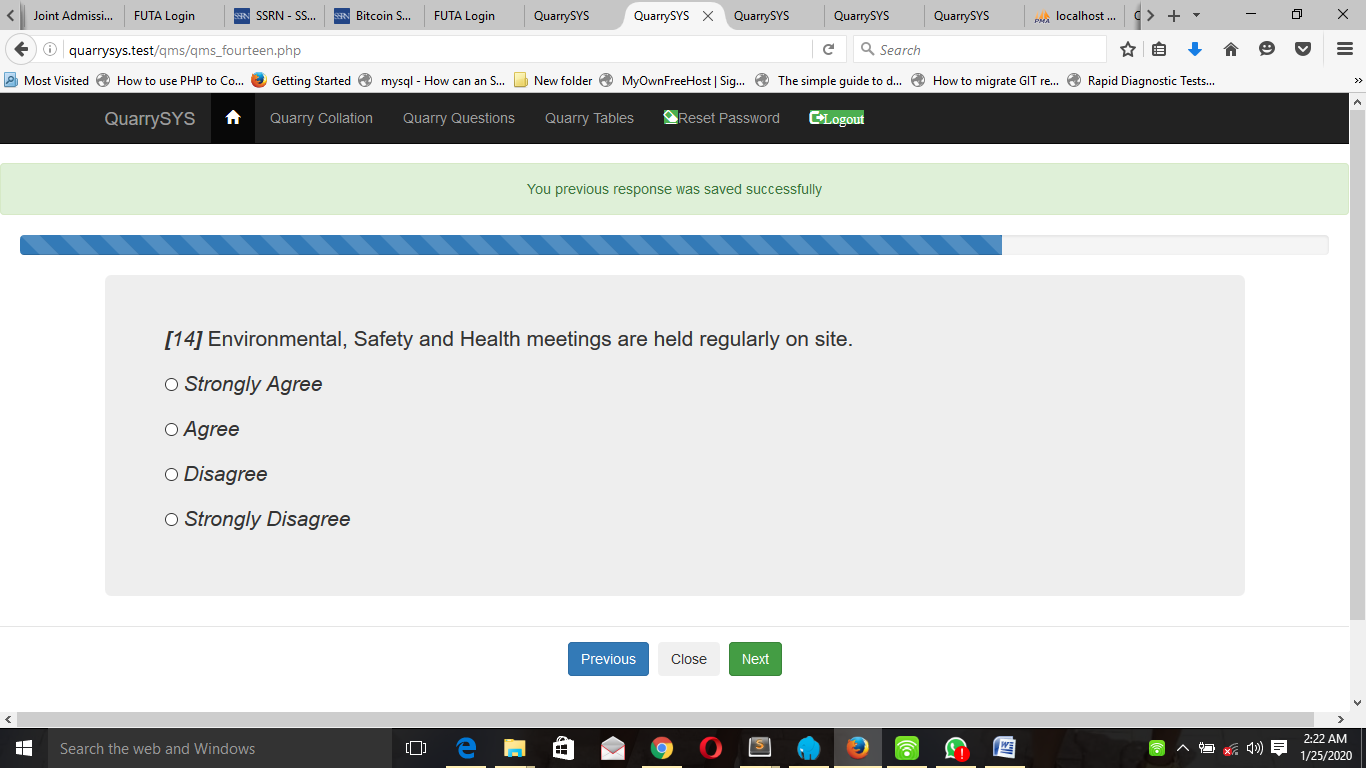 Joint Admissi... FUTA Login SSRN - SS... Bitcoin S... FUTA Login QuarrySYS QuarrySYS QuarrySYS QuarrySYS QuarrySYS localhost ...
quarrysys.test/qms/qms_fourteen.php Search
Most Visited How to use PHP to Co... Getting Started mysql - How can an S... New folder MyOwnFreeHost | Sig... The simple guide to d... How to migrate GIT re... Rapid Diagnostic Tests...
QuarrySYS Quarry Collation Quarry Questions Quarry Tables Reset Password Logout
You previous response was saved successfully
[14] Environmental, Safety and Health meetings are held regularly on site.
Strongly Agree
Agree
Disagree
Strongly Disagree
Previous Close Next
Search the web and Windows
2:22 AM
1/25/2020